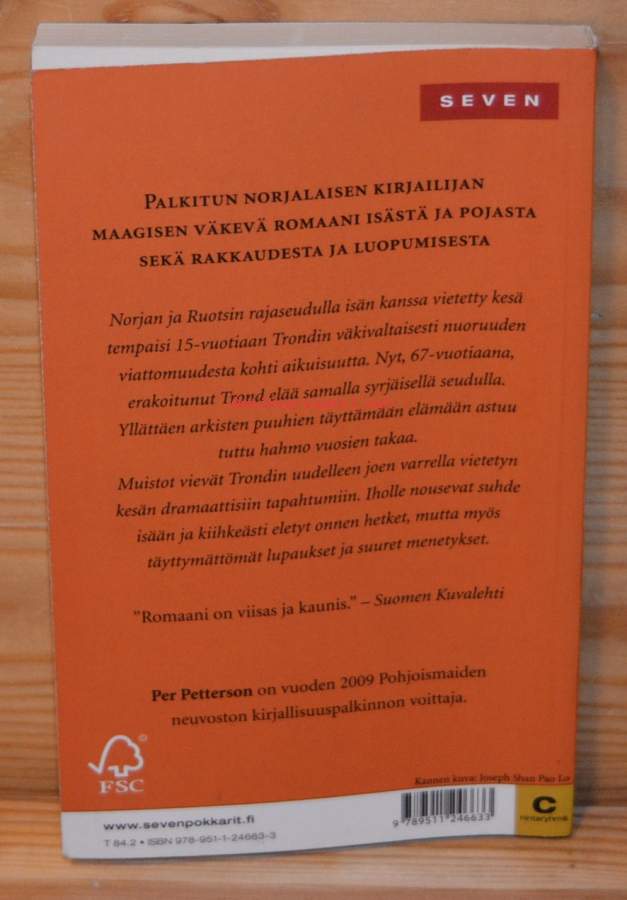 SEVEN
PALKITUN NORJALAISEN KIRJAILIJAN
MAAGISEN VÄKEVÄ ROMAANI ISÄSTÄ JA POJASTA
SEKÄ RAKKAUDESTA JA LUOPUMISESTA
Norjan ja Ruotsin rajaseudulla isän kanssa vietetty kesä
tempaisi 15-vuotiaan Trondin väkivaltaisesti nuoruuden
viattomuudesta kohti aikuisuutta. Nyt, 67-vuotiaana,
erakoitunut Trond elää samalla syrjäisellä seudulla.
Yllättäen arkisten puuhien täyttämään elämään astuu
tuttu hahmo vuosien takaa.
Muistot vievät Trondin uudelleen joen varrella vietetyn
kesän dramaattisiin tapahtumiin. Iholle nousevat suhde
isään ja kiihkeästi eletyt onnen hetket, mutta myös
täyttymättömät lupaukset ja suuret menetykset.
"Romaani on viisas ja kaunis." – Suomen Kuvalehti
Per Petterson on vuoden 2009 Pohjoismaiden
neuvoston kirjallisuuspalkinnon voittaja.
©
FSC
Kannen kuva: Joseph Shan Pao Lo
www.sevenpokkarit.fi
T 84.2 • ISBN 978-951-1-24663-3
9 789511 246633
C
hintaryhmä